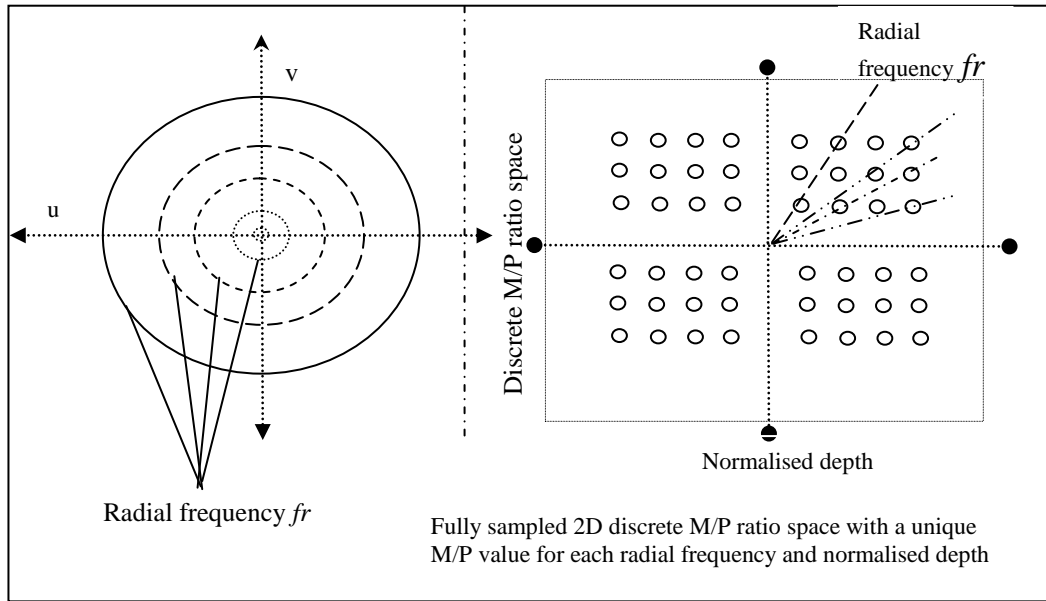 v
u
Radial frequency fr
Radial
frequency fr
Discrete M/P ratio space
Normalised depth
Fully sampled 2D discrete M/P ratio space with a unique
M/P value for each radial frequency and normalised depth